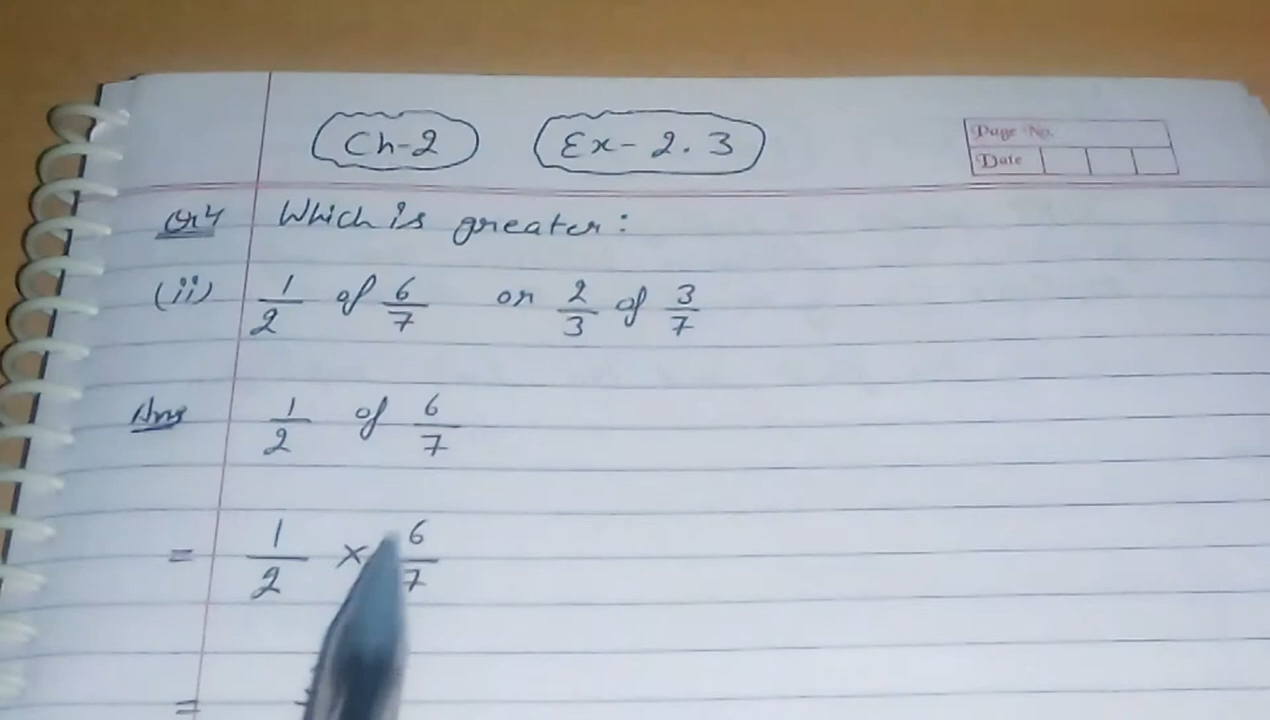 Ch-2 Ex-2.3
Page No.
Date
Qr4 Which is greater:
(ii) 1/2 of 6/7 or 2/3 of 3/7
Ans 1/2 of 6/7
= 1/2 × 6/7
=